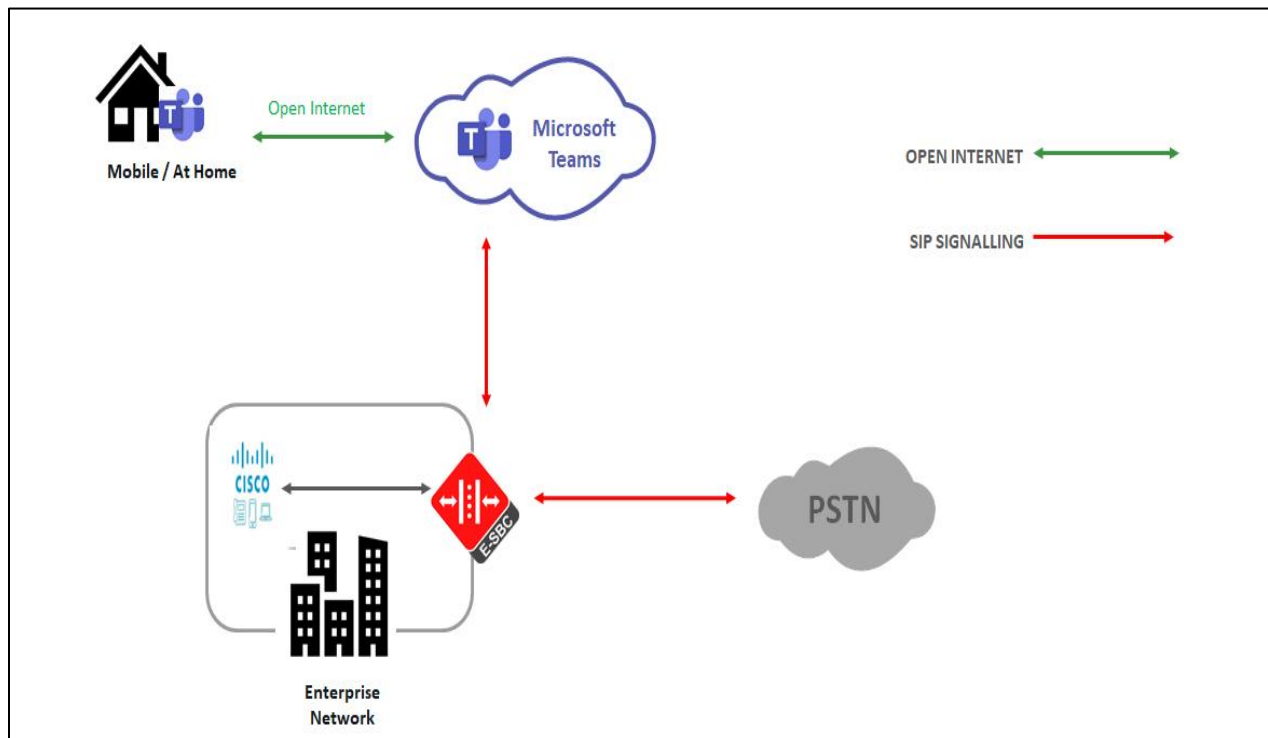 Open Internet
Mobile / At Home
T
T
Microsoft
Teams
OPEN INTERNET
SIP SIGNALLING
CISCO
E-SBC
PSTN
Enterprise
Network